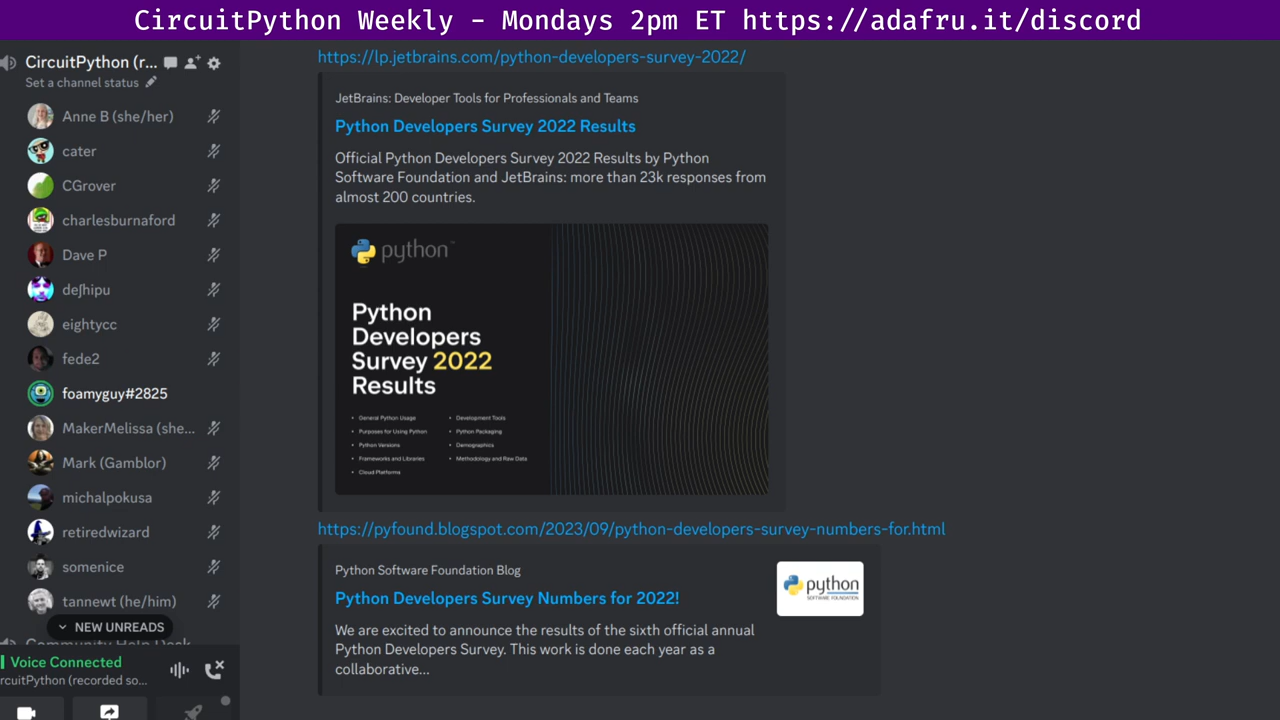 CircuitPython Weekly - Mondays 2pm ET https://adafru.it/discord
CircuitPython (r...
Set a channel status
Anne B (she/her)
cater
CGrover
charlesburnaford
Dave P
deʃhipu
eightycc
fede2
foamyguy#2825
MakerMelissa (she...
Mark (Gamblor)
michalpokusa
retiredwizard
somenice
tannewt (he/him)
NEW UNREADS
Community Help Desk
Voice Connected
rcuitPython (recorded so...
https://lp.jetbrains.com/python-developers-survey-2022/
JetBrains: Developer Tools for Professionals and Teams
Python Developers Survey 2022 Results
Official Python Developers Survey 2022 Results by Python
Software Foundation and JetBrains: more than 23k responses from
almost 200 countries.
python™
Python
Developers
Survey 2022
Results
General Python Usage
Purposes for Using Python
Python Versions
Frameworks and Libraries
Cloud Platforms
Development Tools
Python Packaging
Demographics
Methodology and Raw Data
https://pyfound.blogspot.com/2023/09/python-developers-survey-numbers-for.html
Python Software Foundation Blog
Python Developers Survey Numbers for 2022!
We are excited to announce the results of the sixth official annual
Python Developers Survey. This work is done each year as a
collaborative...
python
SOFTWARE FOUNDATION